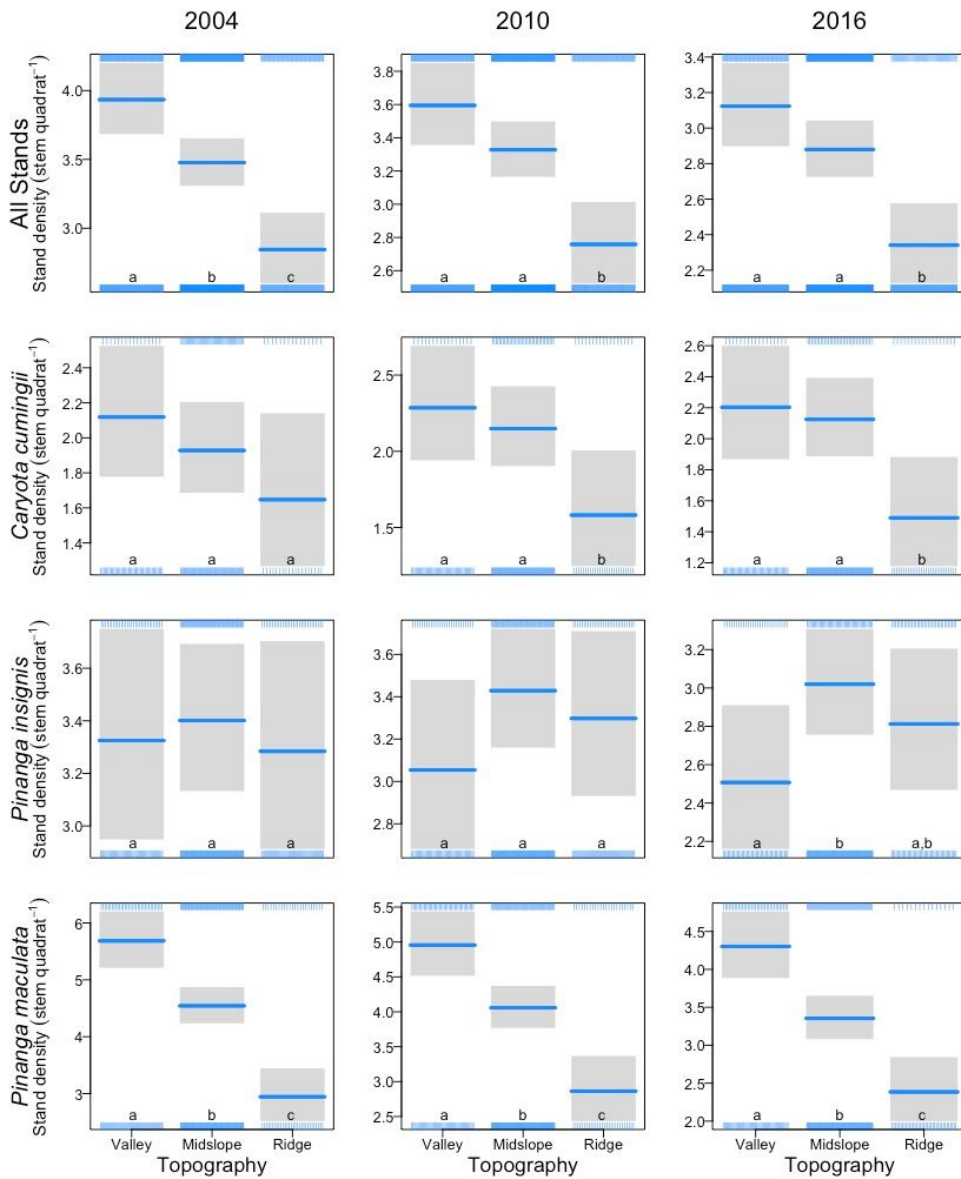 2004 2010 2016
All Stands
Stand density (stem quadrat⁻¹)
4.0
3.5
3.0
a b c
3.8
3.6
3.4
3.2
3.0
2.8
2.6
a a b
3.4
3.2
3.0
2.8
2.6
2.4
2.2
a a b
Caryota cumingii
Stand density (stem quadrat⁻¹)
2.4
2.2
2.0
1.8
1.6
1.4
a a a
2.5
2.0
1.5
a a b
2.6
2.4
2.2
2.0
1.8
1.6
1.4
1.2
a a b
Pinanga insignis
Stand density (stem quadrat⁻¹)
3.6
3.4
3.2
3.0
a a a
3.6
3.4
3.2
3.0
2.8
a a a
3.2
3.0
2.8
2.6
2.4
2.2
a b a,b
Pinanga maculata
Stand density (stem quadrat⁻¹)
6
5
4
3
a b c
5.5
5.0
4.5
4.0
3.5
3.0
2.5
a b c
4.5
4.0
3.5
3.0
2.5
2.0
a b c
Valley Midslope Ridge
Topography
Valley Midslope Ridge
Topography
Valley Midslope Ridge
Topography